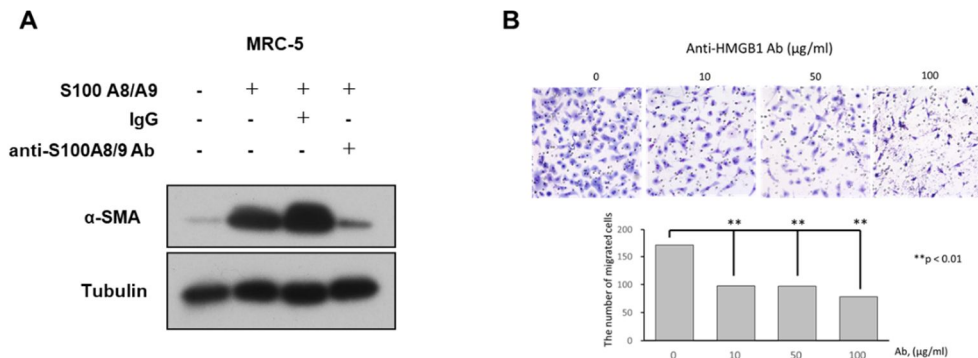 A
MRC-5
S100 A8/A9 - + + +
IgG - - + -
anti-S100A8/9 Ab - - - +
α-SMA
Tubulin
B
Anti-HMGB1 Ab (μg/ml)
0 10 50 100
The number of migrated cells
200
150
100
50
0
** ** **
**p < 0.01
0 10 50 100 Ab, (μg/ml)